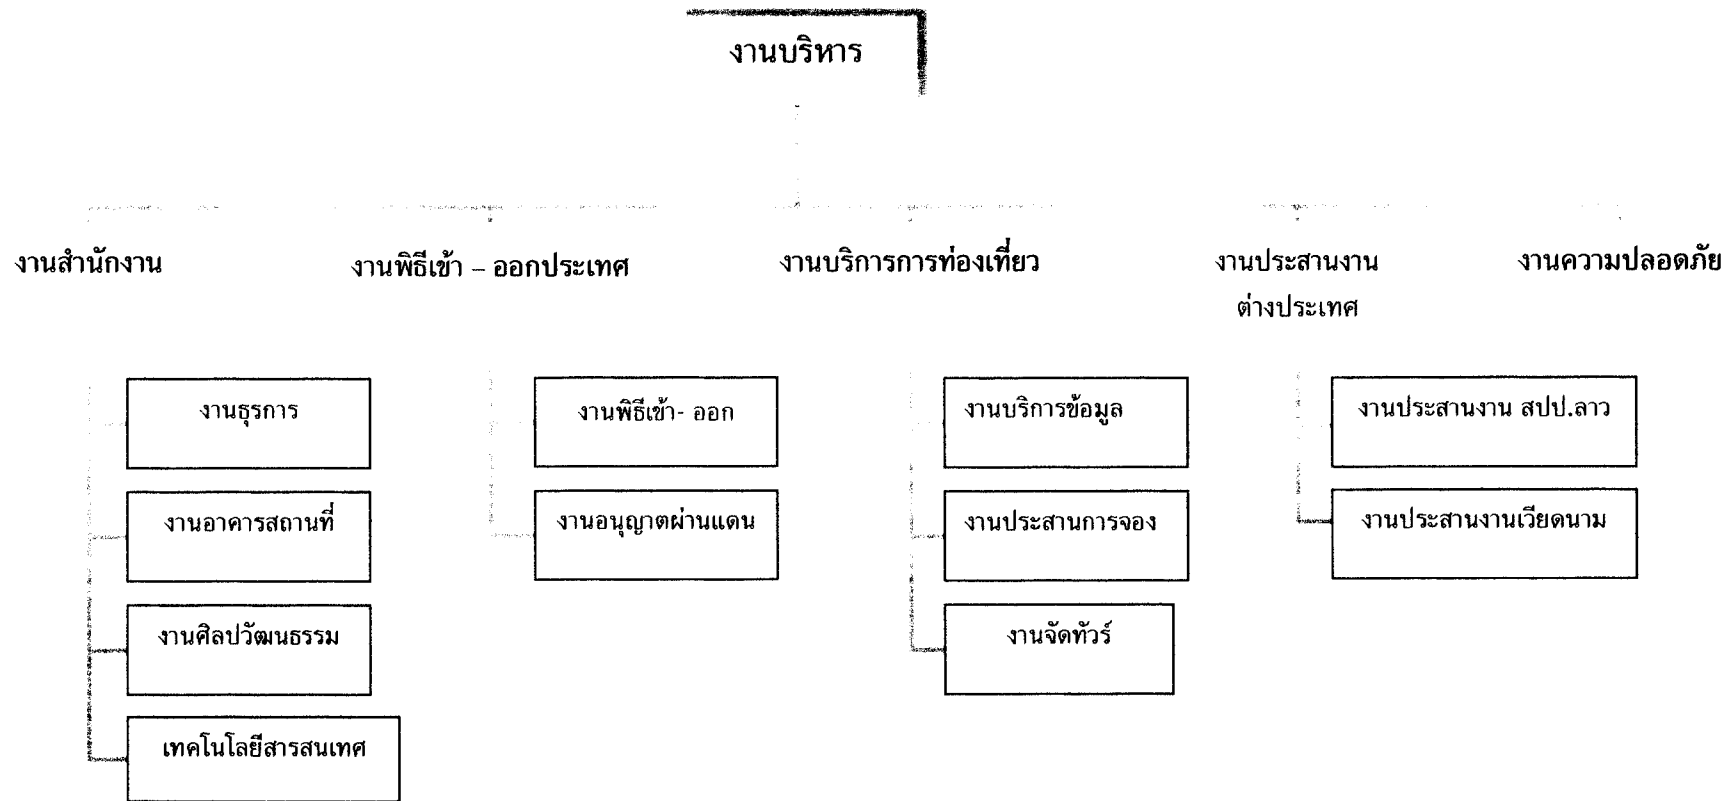 งานบริหาร
งานสำนักงาน
งานพิธีเข้า – ออกประเทศ
งานบริการการท่องเที่ยว
งานประสานงาน
ต่างประเทศ
งานความปลอดภัย
งานธุรการ
งานอาคารสถานที่
งานศิลปวัฒนธรรม
เทคโนโลยีสารสนเทศ
งานพิธีเข้า- ออก
งานอนุญาตผ่านแดน
งานบริการข้อมูล
งานประสานการจอง
งานจัดทัวร์
งานประสานงาน สปป.ลาว
งานประสานงานเวียดนาม